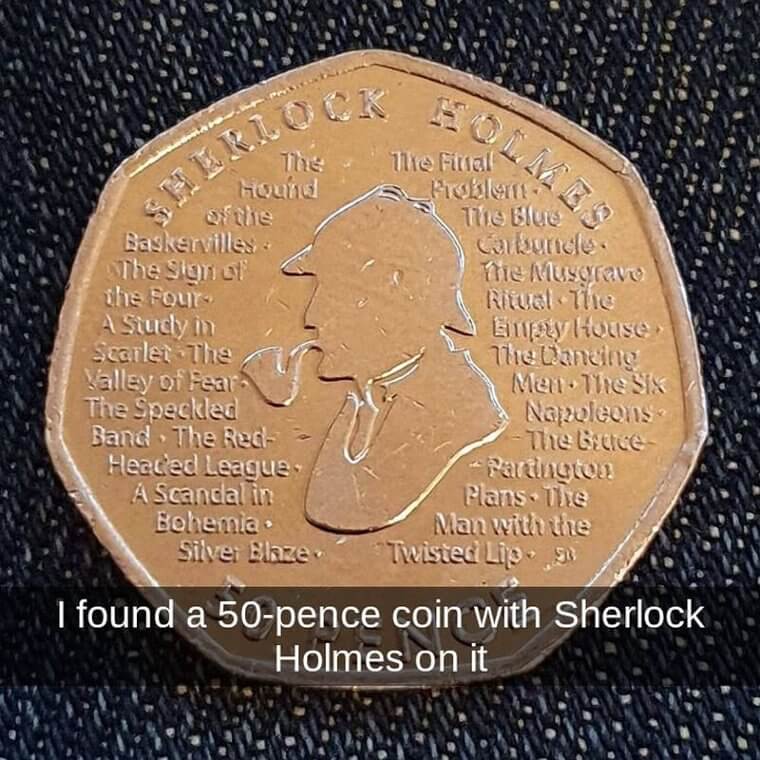 SHERLOCK HOLMES
The
Hound
of the
Baskervilles ·
The Sign of
the Four ·
A Study in
Scarlet · The
Valley of Fear ·
The Speckled
Band · The Red-
Headed League ·
A Scandal in
Bohemia ·
Silver Blaze ·
The Final
Problem ·
The Blue
Carbuncle ·
The Musgrave
Ritual · The
Empty House ·
The Dancing
Men · The Six
Napoleons ·
The Bruce-
Partington
Plans · The
Man with the
Twisted Lip ·
50 PENCE
I found a 50-pence coin with Sherlock
Holmes on it